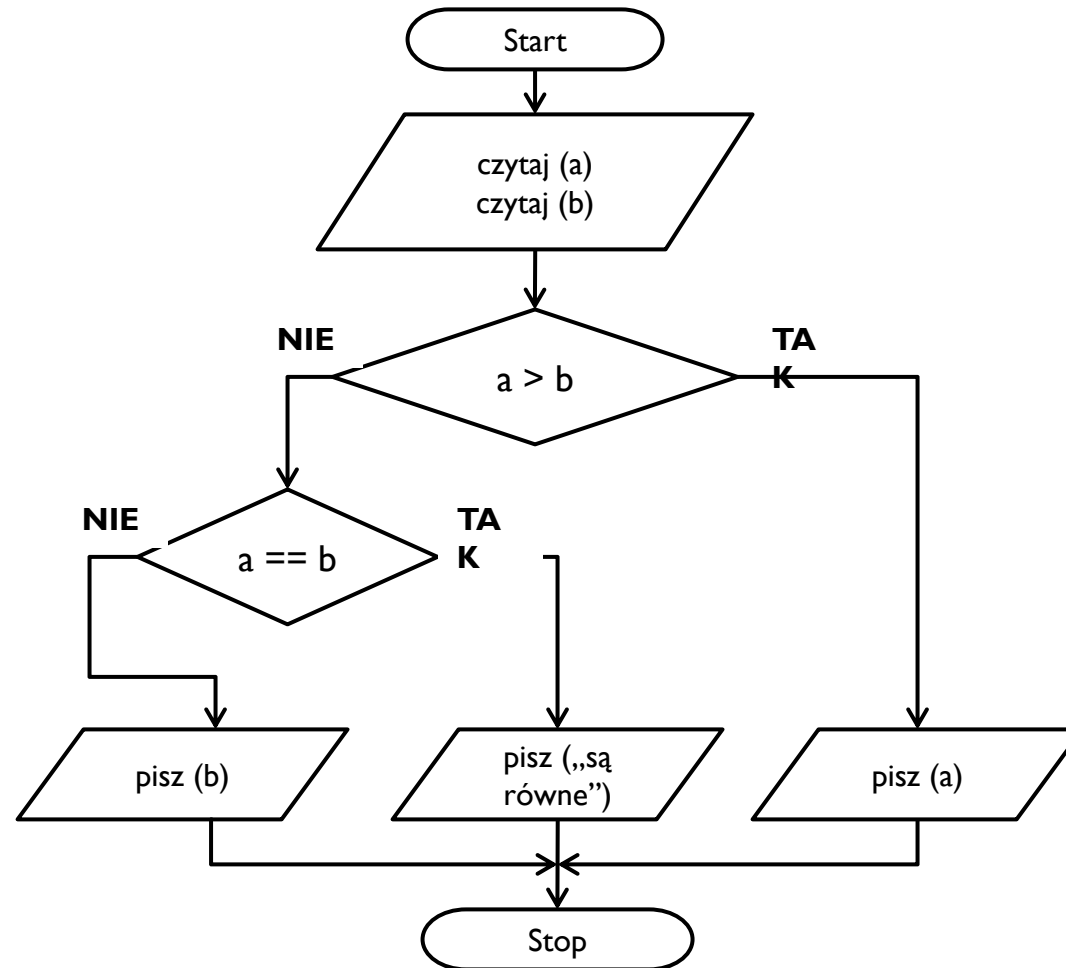 Start
czytaj (a)
czytaj (b)
NIE
TA
K
a > b
NIE
TA
K
a == b
pisz (b)
pisz („są
równe”)
pisz (a)
Stop